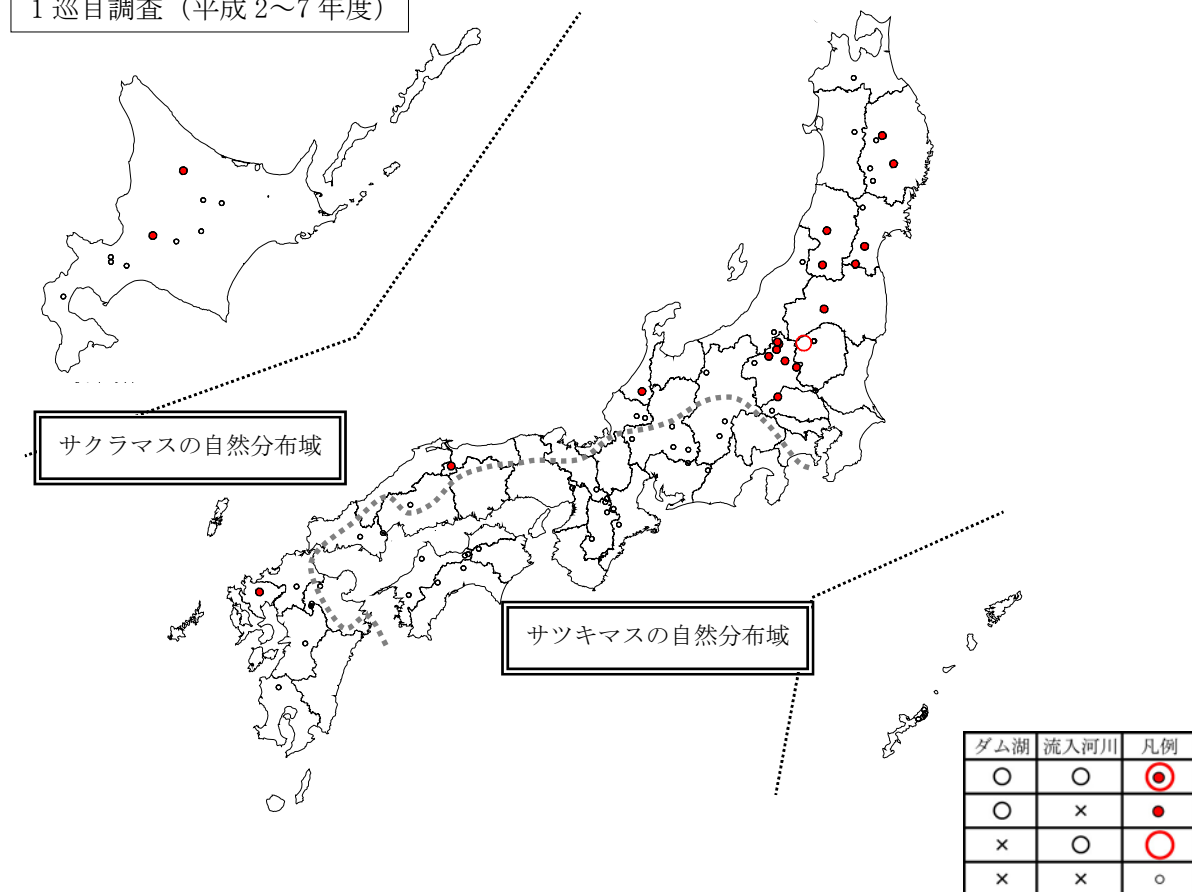 1 巡目調査（平成 2～7 年度）
サクラマスの自然分布域
サツキマスの自然分布域
ダム湖 流入河川 凡例
○ ○
○ ×
× ○
× ×